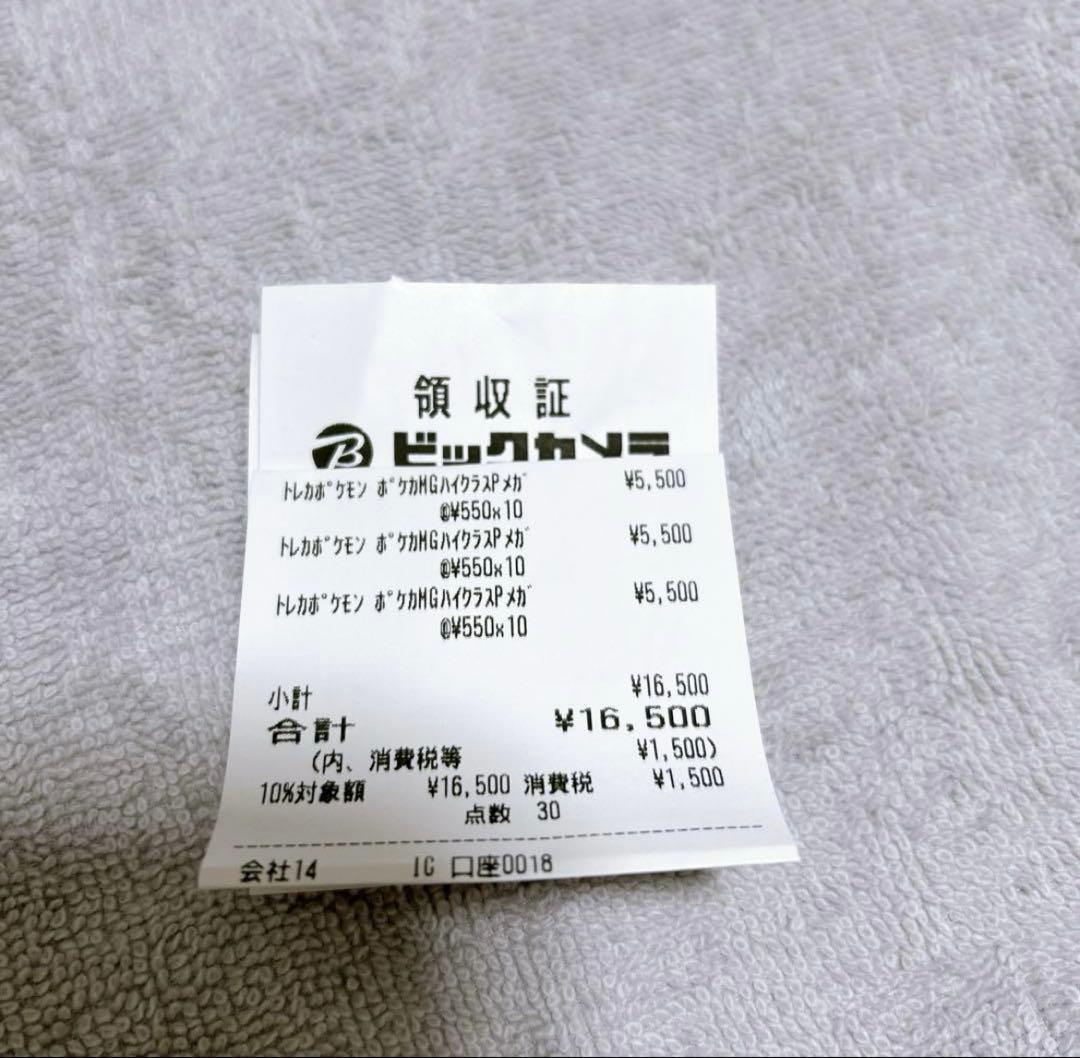 領収証
B ビックカメラ
ﾄﾚｶﾎﾟｹﾓﾝ ﾎﾟｹｶMGﾊｲｸﾗｽPﾒｶﾞ ¥5,500
@¥550x10
ﾄﾚｶﾎﾟｹﾓﾝ ﾎﾟｹｶMGﾊｲｸﾗｽPﾒｶﾞ ¥5,500
@¥550x10
ﾄﾚｶﾎﾟｹﾓﾝ ﾎﾟｹｶMGﾊｲｸﾗｽPﾒｶﾞ ¥5,500
@¥550x10
小計 ¥16,500
合計 ¥16,500
(内、消費税等 ¥1,500)
10%対象額 ¥16,500 消費税 ¥1,500
点数 30
会社14 IC 口座0018